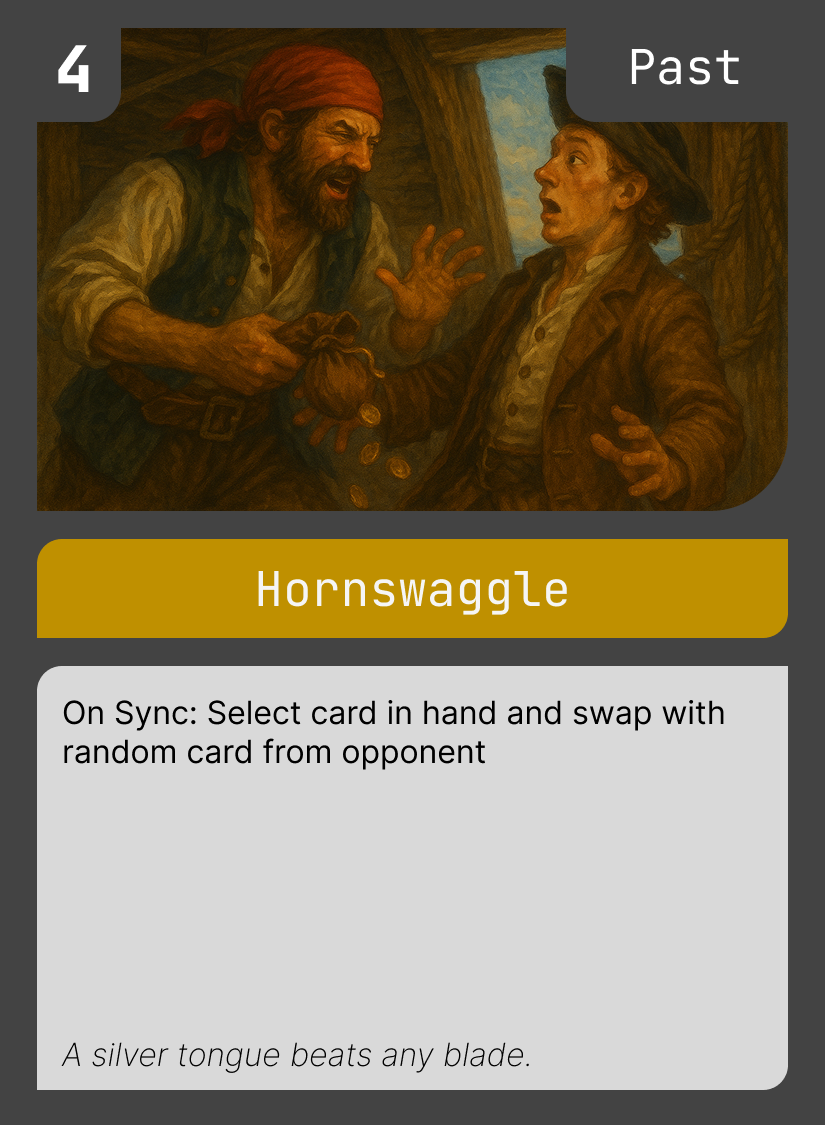 4
Past
Hornswaggle
On Sync: Select card in hand and swap with
random card from opponent
A silver tongue beats any blade.